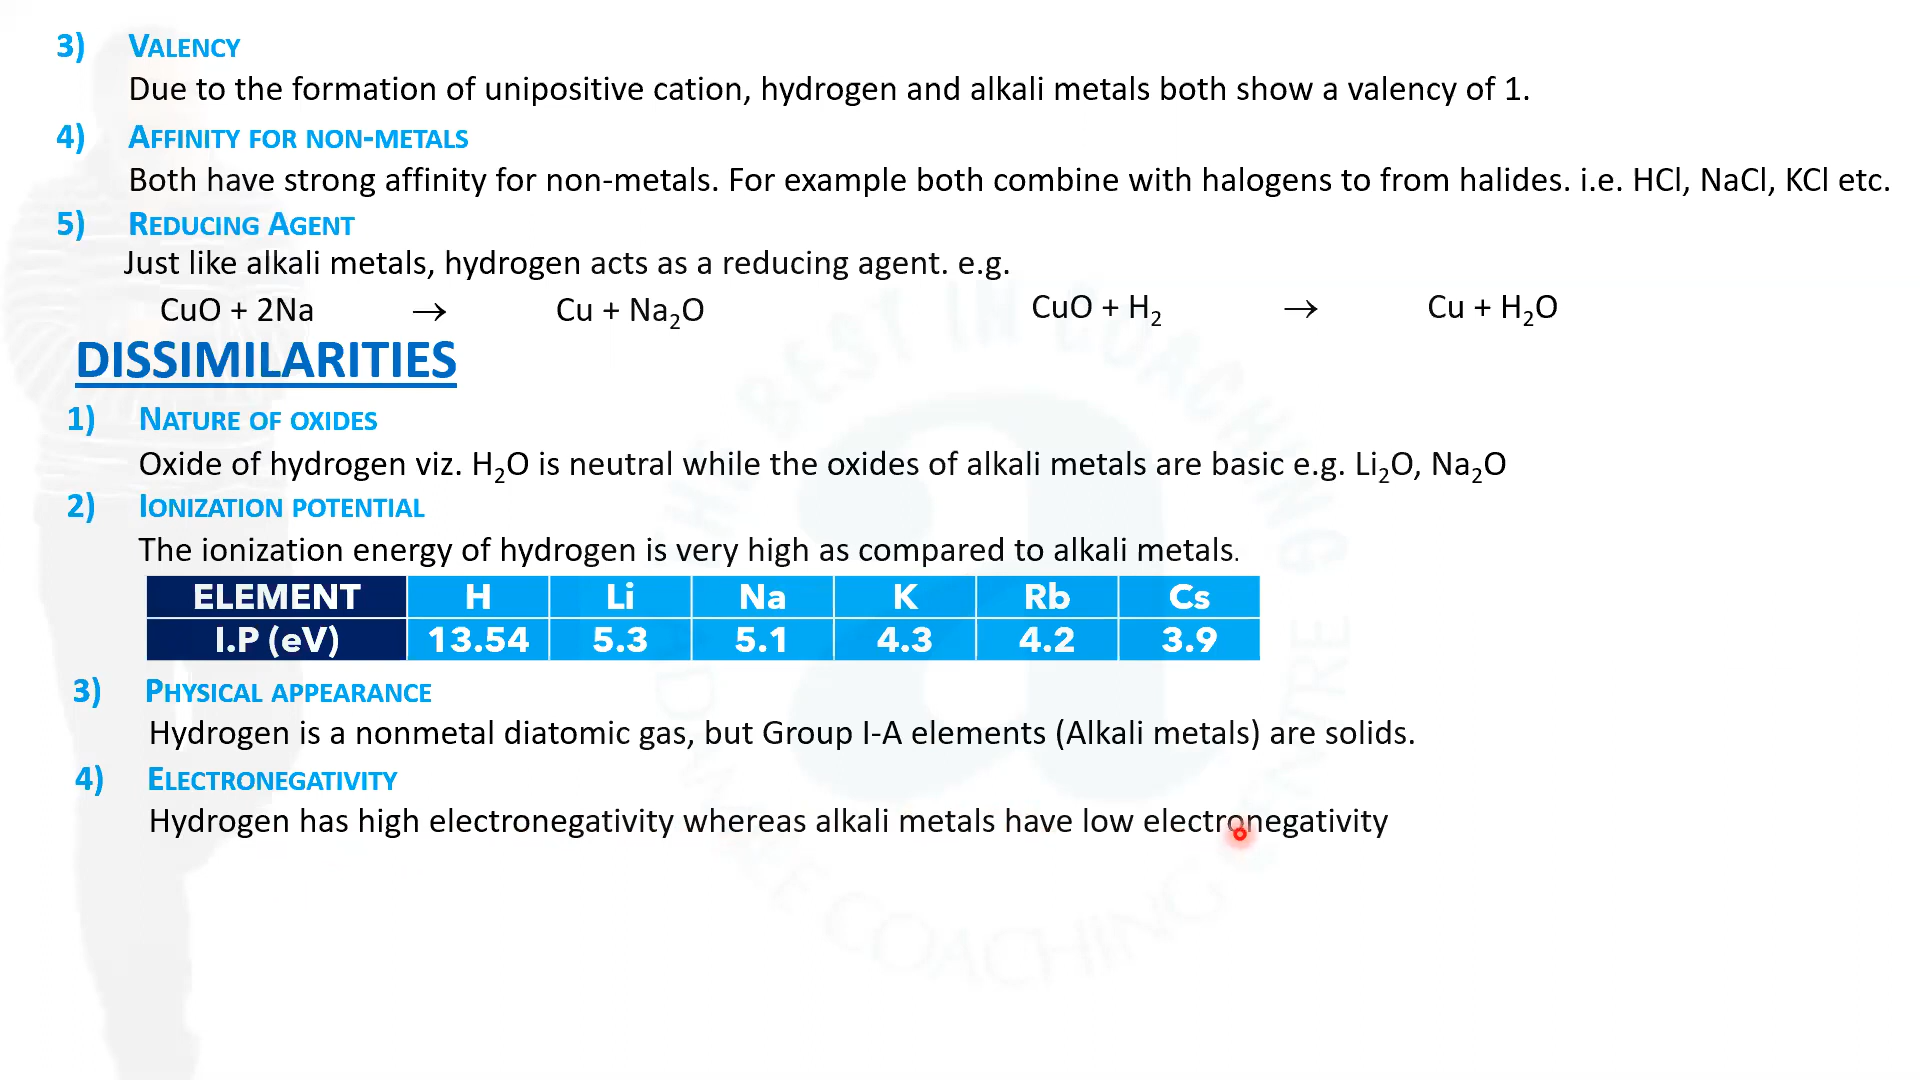 3) VALENCY
Due to the formation of unipositive cation, hydrogen and alkali metals both show a valency of 1.
4) AFFINITY FOR NON-METALS
Both have strong affinity for non-metals. For example both combine with halogens to from halides. i.e. HCl, NaCl, KCl etc.
5) REDUCING AGENT
Just like alkali metals, hydrogen acts as a reducing agent. e.g.
CuO + 2Na → Cu + Na₂O CuO + H₂ → Cu + H₂O
DISSIMILARITIES
1) NATURE OF OXIDES
Oxide of hydrogen viz. H₂O is neutral while the oxides of alkali metals are basic e.g. Li₂O, Na₂O
2) IONIZATION POTENTIAL
The ionization energy of hydrogen is very high as compared to alkali metals.
ELEMENT H Li Na K Rb Cs
I.P (eV) 13.54 5.3 5.1 4.3 4.2 3.9
3) PHYSICAL APPEARANCE
Hydrogen is a nonmetal diatomic gas, but Group I-A elements (Alkali metals) are solids.
4) ELECTRONEGATIVITY
Hydrogen has high electronegativity whereas alkali metals have low electronegativity
THE BEST IN COACHING
COACHING CENTRE